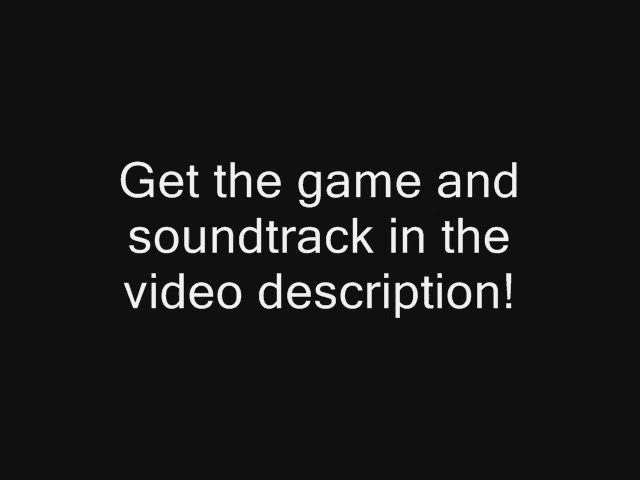 Get the game and
soundtrack in the
video description!